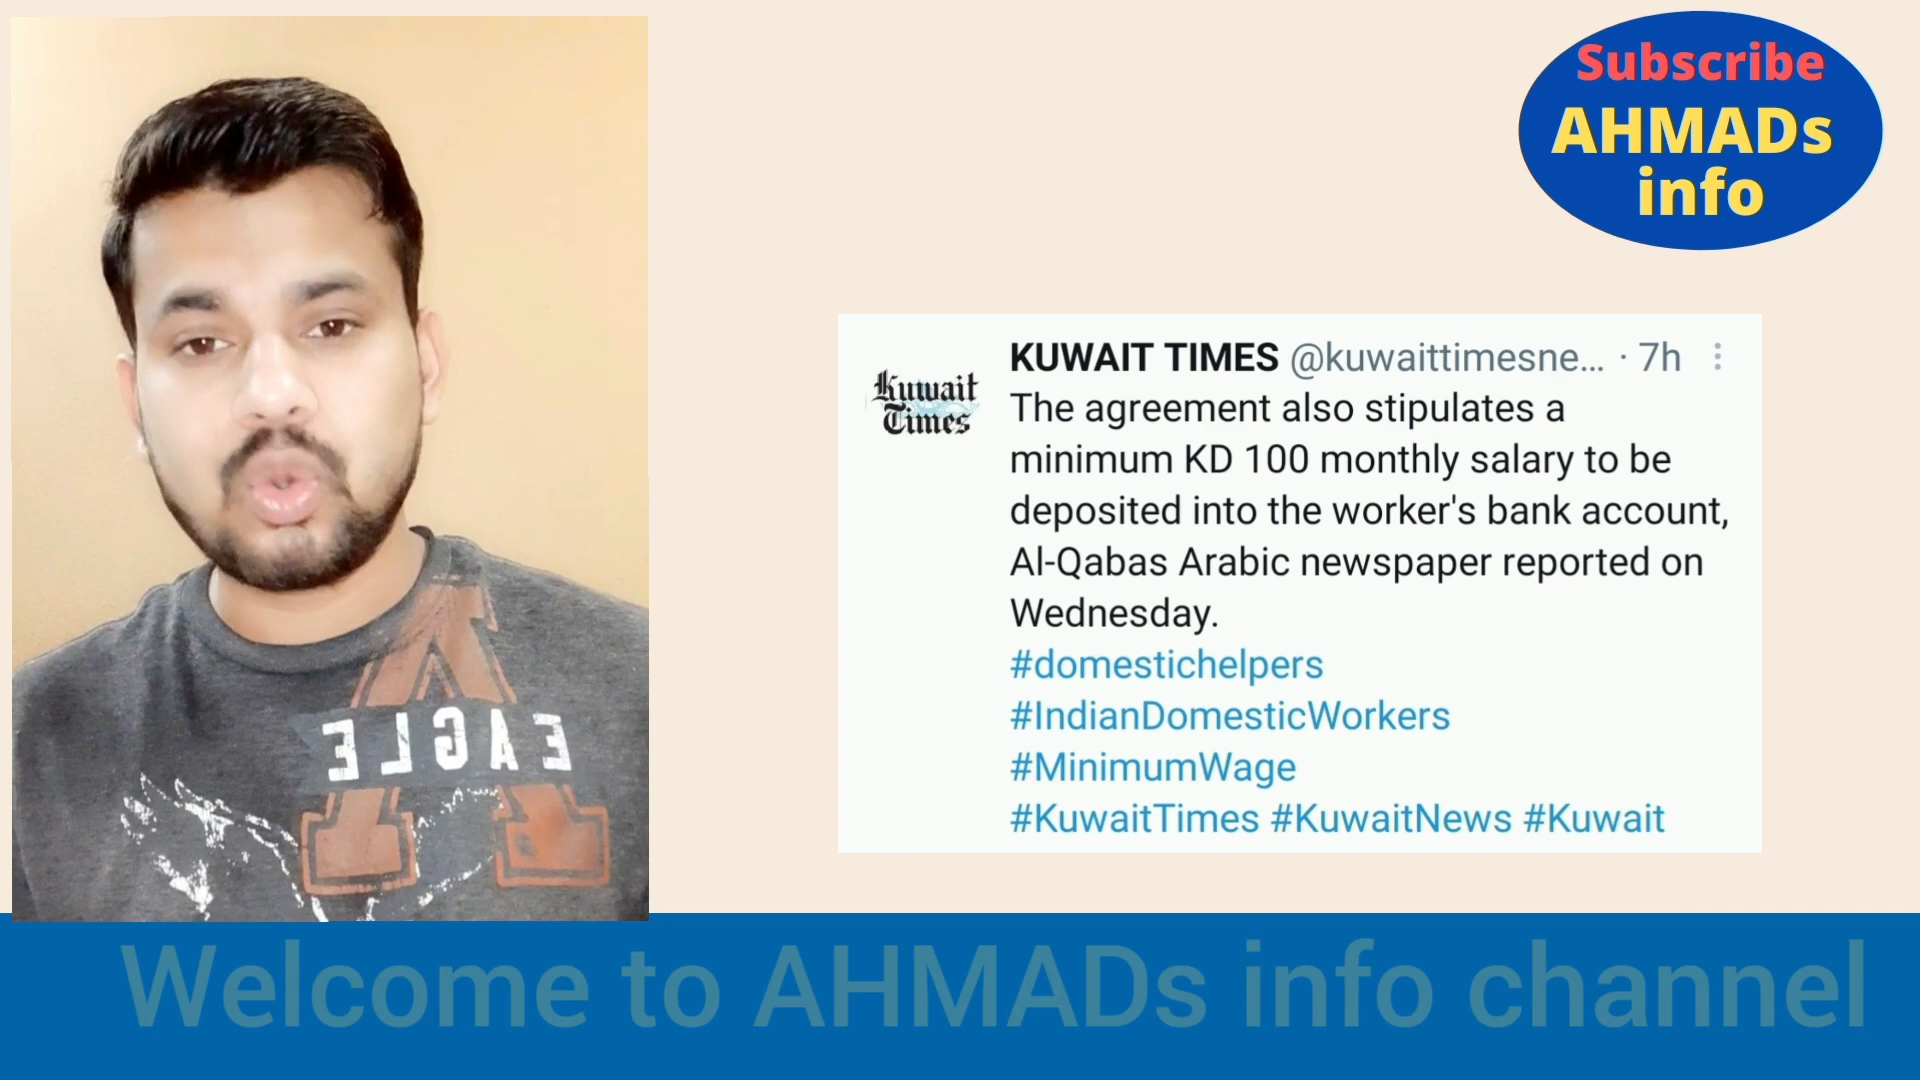 Subscribe
AHMADs
info
Kuwait
Times
KUWAIT TIMES @kuwaittimesne... · 7h
The agreement also stipulates a
minimum KD 100 monthly salary to be
deposited into the worker's bank account,
Al-Qabas Arabic newspaper reported on
Wednesday.
#domestichelpers
#IndianDomesticWorkers
#MinimumWage
#KuwaitTimes #KuwaitNews #Kuwait
EAGLE
Welcome to AHMADs info channel